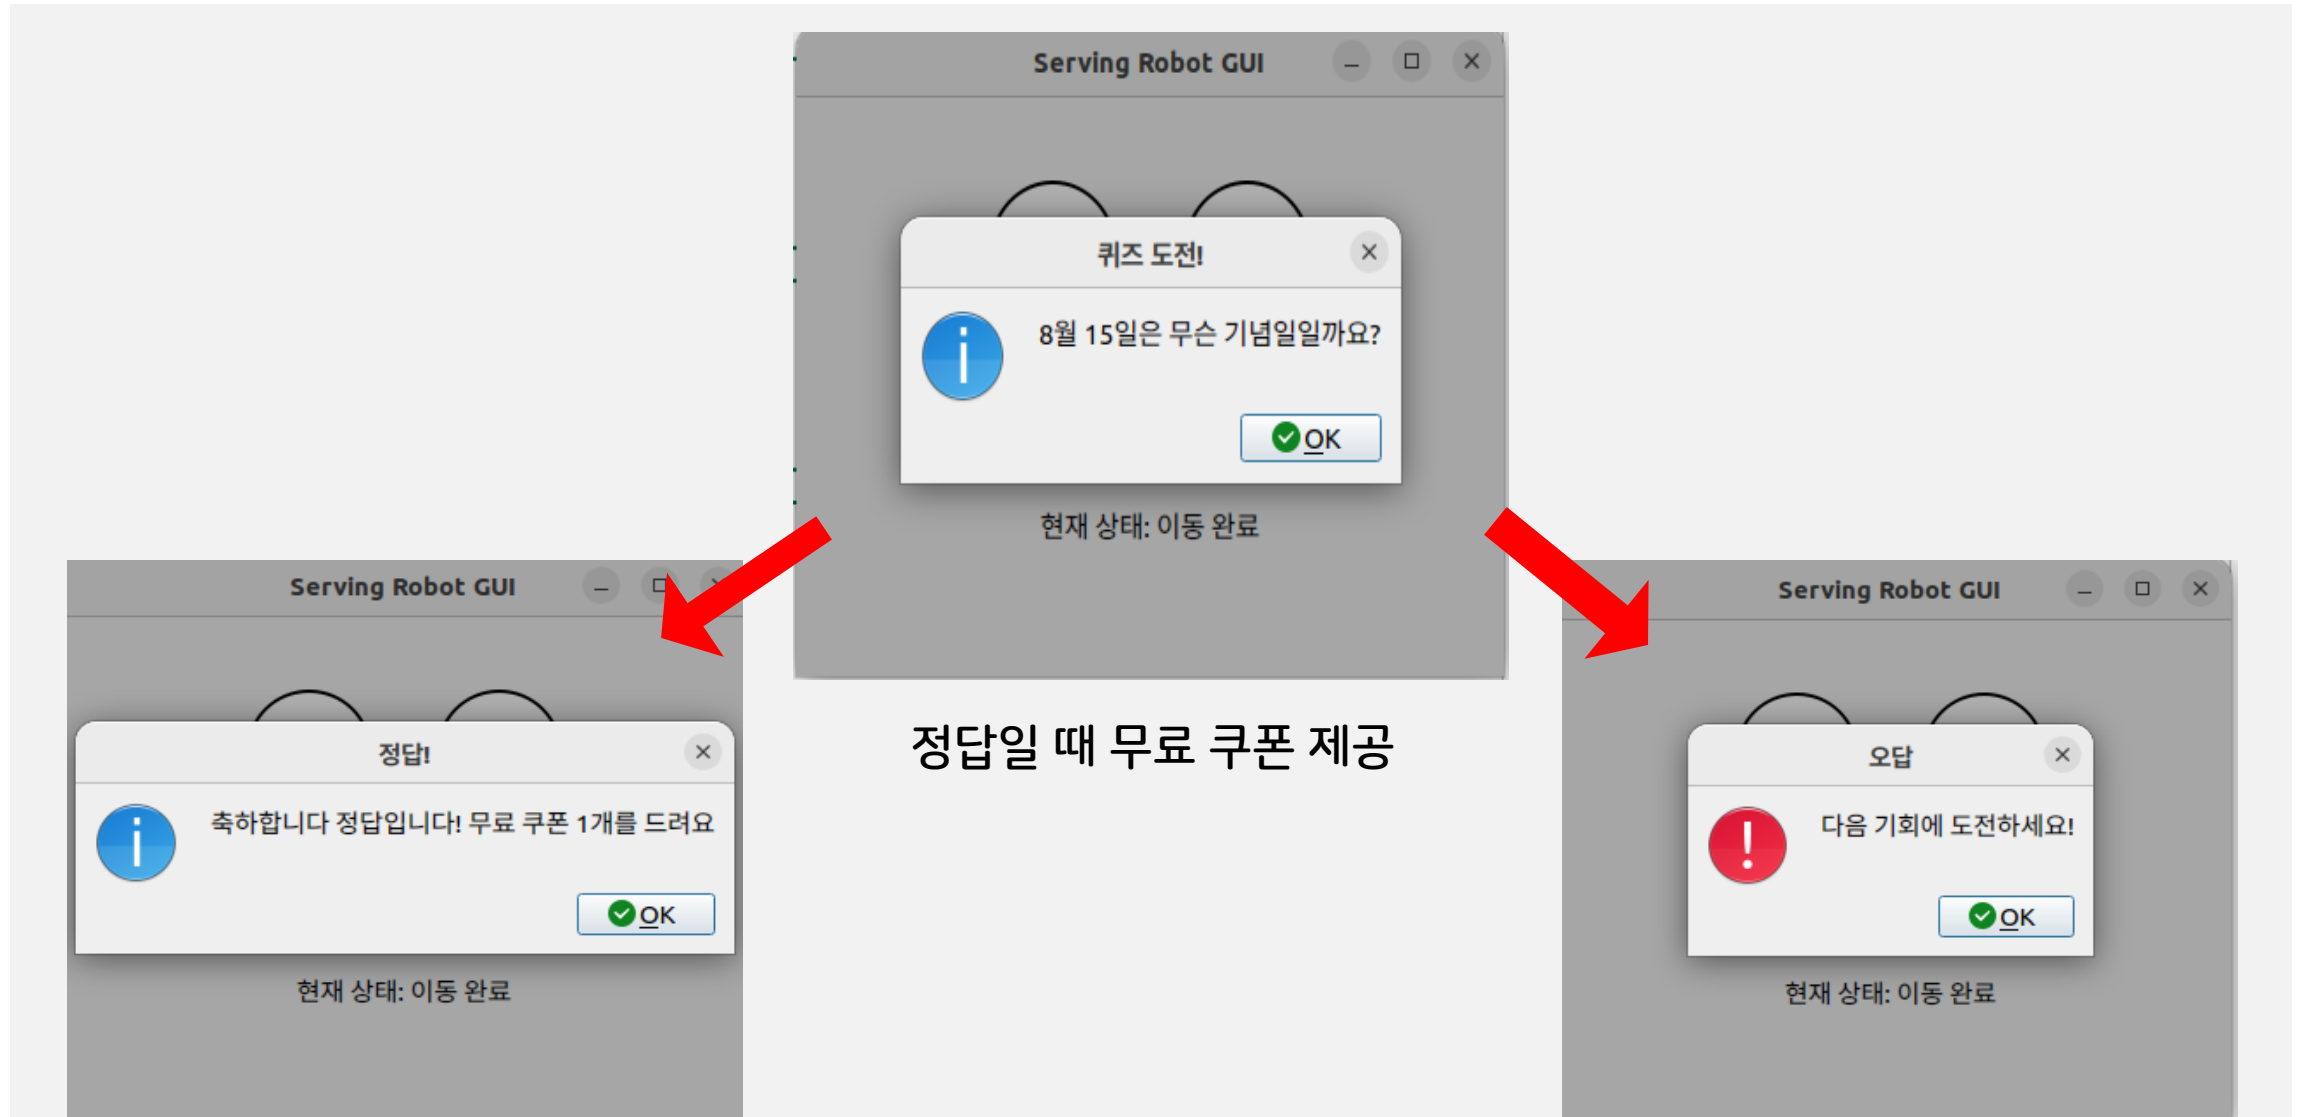 Serving Robot GUI
퀴즈 도전!
8월 15일은 무슨 기념일일까요?
OK
현재 상태: 이동 완료
정답일 때 무료 쿠폰 제공
Serving Robot GUI
정답!
축하합니다 정답입니다! 무료 쿠폰 1개를 드려요
OK
현재 상태: 이동 완료
Serving Robot GUI
오답
다음 기회에 도전하세요!
OK
현재 상태: 이동 완료